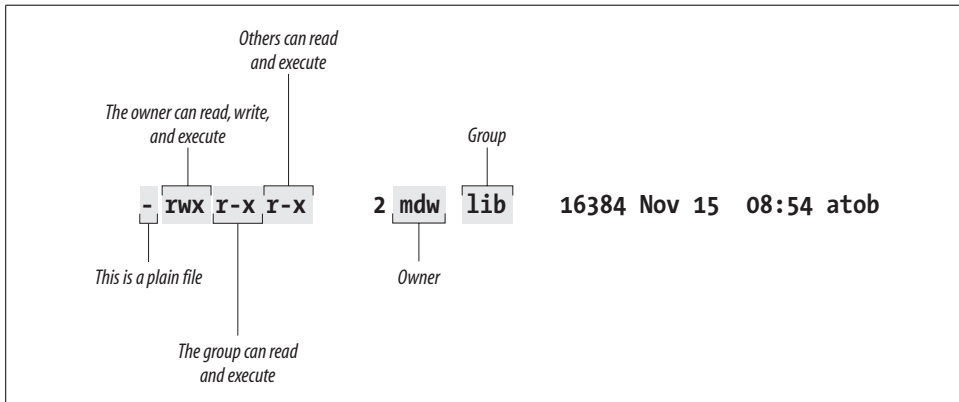 Others can read
and execute
The owner can read, write,
and execute
Group
- rwx r-x r-x 2 mdw lib 16384 Nov 15 08:54 atob
This is a plain file
Owner
The group can read
and execute